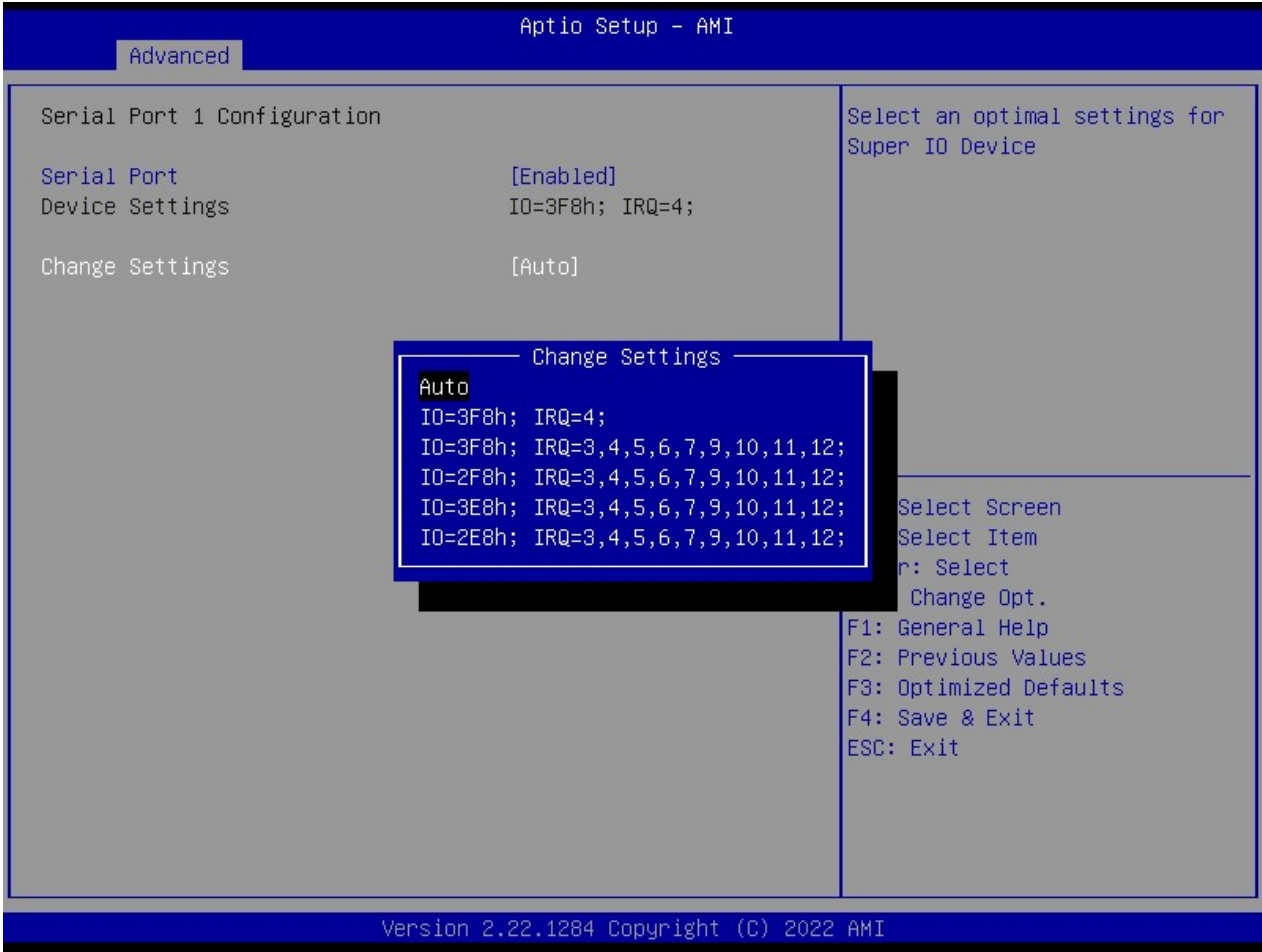 Aptio Setup – AMI
Advanced
Serial Port 1 Configuration
Serial Port [Enabled]
Device Settings IO=3F8h; IRQ=4;
Change Settings [Auto]
Select an optimal settings for
Super IO Device
Change Settings
Auto
IO=3F8h; IRQ=4;
IO=3F8h; IRQ=3,4,5,6,7,9,10,11,12;
IO=2F8h; IRQ=3,4,5,6,7,9,10,11,12;
IO=3E8h; IRQ=3,4,5,6,7,9,10,11,12;
IO=2E8h; IRQ=3,4,5,6,7,9,10,11,12;
Select Screen
Select Item
r: Select
Change Opt.
F1: General Help
F2: Previous Values
F3: Optimized Defaults
F4: Save & Exit
ESC: Exit
Version 2.22.1284 Copyright (C) 2022 AMI